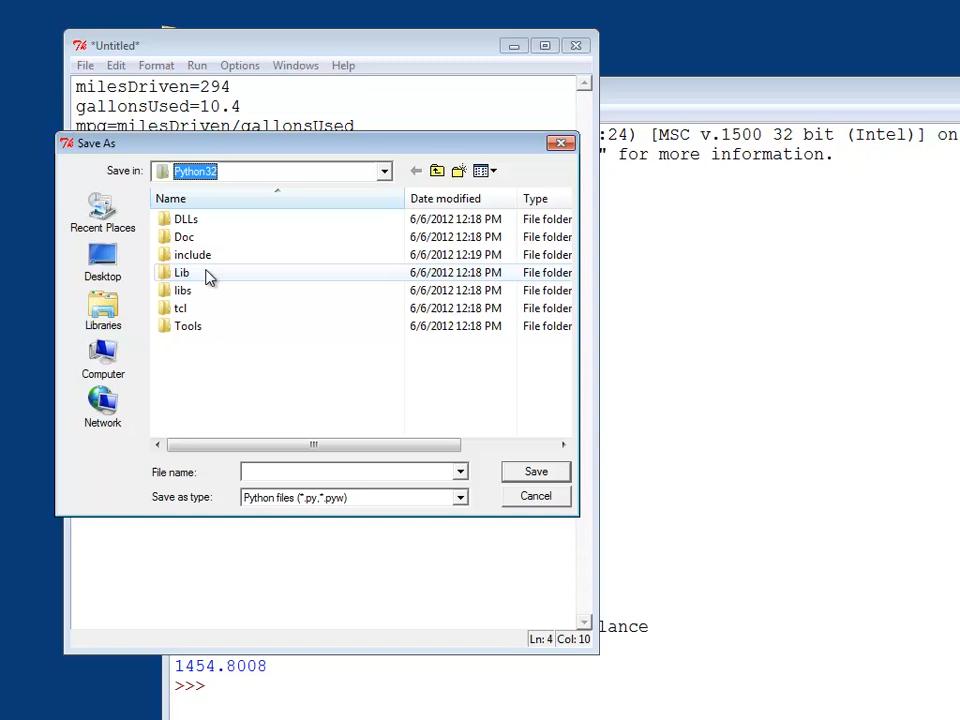 *Untitled*
File Edit Format Run Options Windows Help
milesDriven=294
gallonsUsed=10.4
mpg=milesDriven/gallonsUsed
:24) [MSC v.1500 32 bit (Intel)] on
" for more information.
Save As
Save in: Python32
Name Date modified Type
DLLs 6/6/2012 12:18 PM File folder
Doc 6/6/2012 12:18 PM File folder
include 6/6/2012 12:19 PM File folder
Lib 6/6/2012 12:18 PM File folder
libs 6/6/2012 12:18 PM File folder
tcl 6/6/2012 12:18 PM File folder
Tools 6/6/2012 12:18 PM File folder
Recent Places
Desktop
Libraries
Computer
Network
File name: Save
Save as type: Python files (*.py,*.pyw) Cancel
lance
Ln: 4 Col: 10
1454.8008
>>>